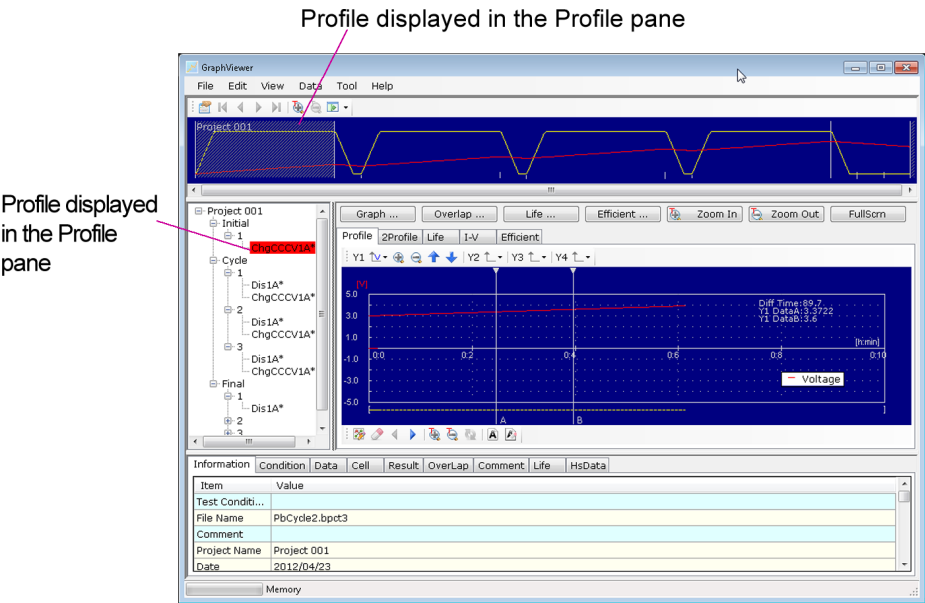 Profile displayed in the Profile pane
GraphViewer
File Edit View Data Tool Help
Project 001
Profile displayed
in the Profile
pane
Project 001
Initial
1
ChgCCCV1A*
Cycle
1
Dis1A*
ChgCCCV1A*
2
Dis1A*
ChgCCCV1A*
3
Dis1A*
ChgCCCV1A*
Final
1
Dis1A*
2
3
Graph ... Overlap ... Life ... Efficient ... Zoom In Zoom Out FullScrn
Profile 2Profile Life I-V Efficient
Y1 Y2 Y3 Y4
[V]
5.0
3.0
1.0
-1.0
-3.0
-5.0
Diff Time:89.7
Y1 DataA:3.3722
Y1 DataB:3.6
[h:min]
0:0 0:2 0:4 0:6 0:8 0:10
Voltage
A B
A
Information Condition Data Cell Result OverLap Comment Life HsData
Item Value
Test Conditi...
File Name PbCycle2.bpct3
Comment
Project Name Project 001
Date 2012/04/23
Memory